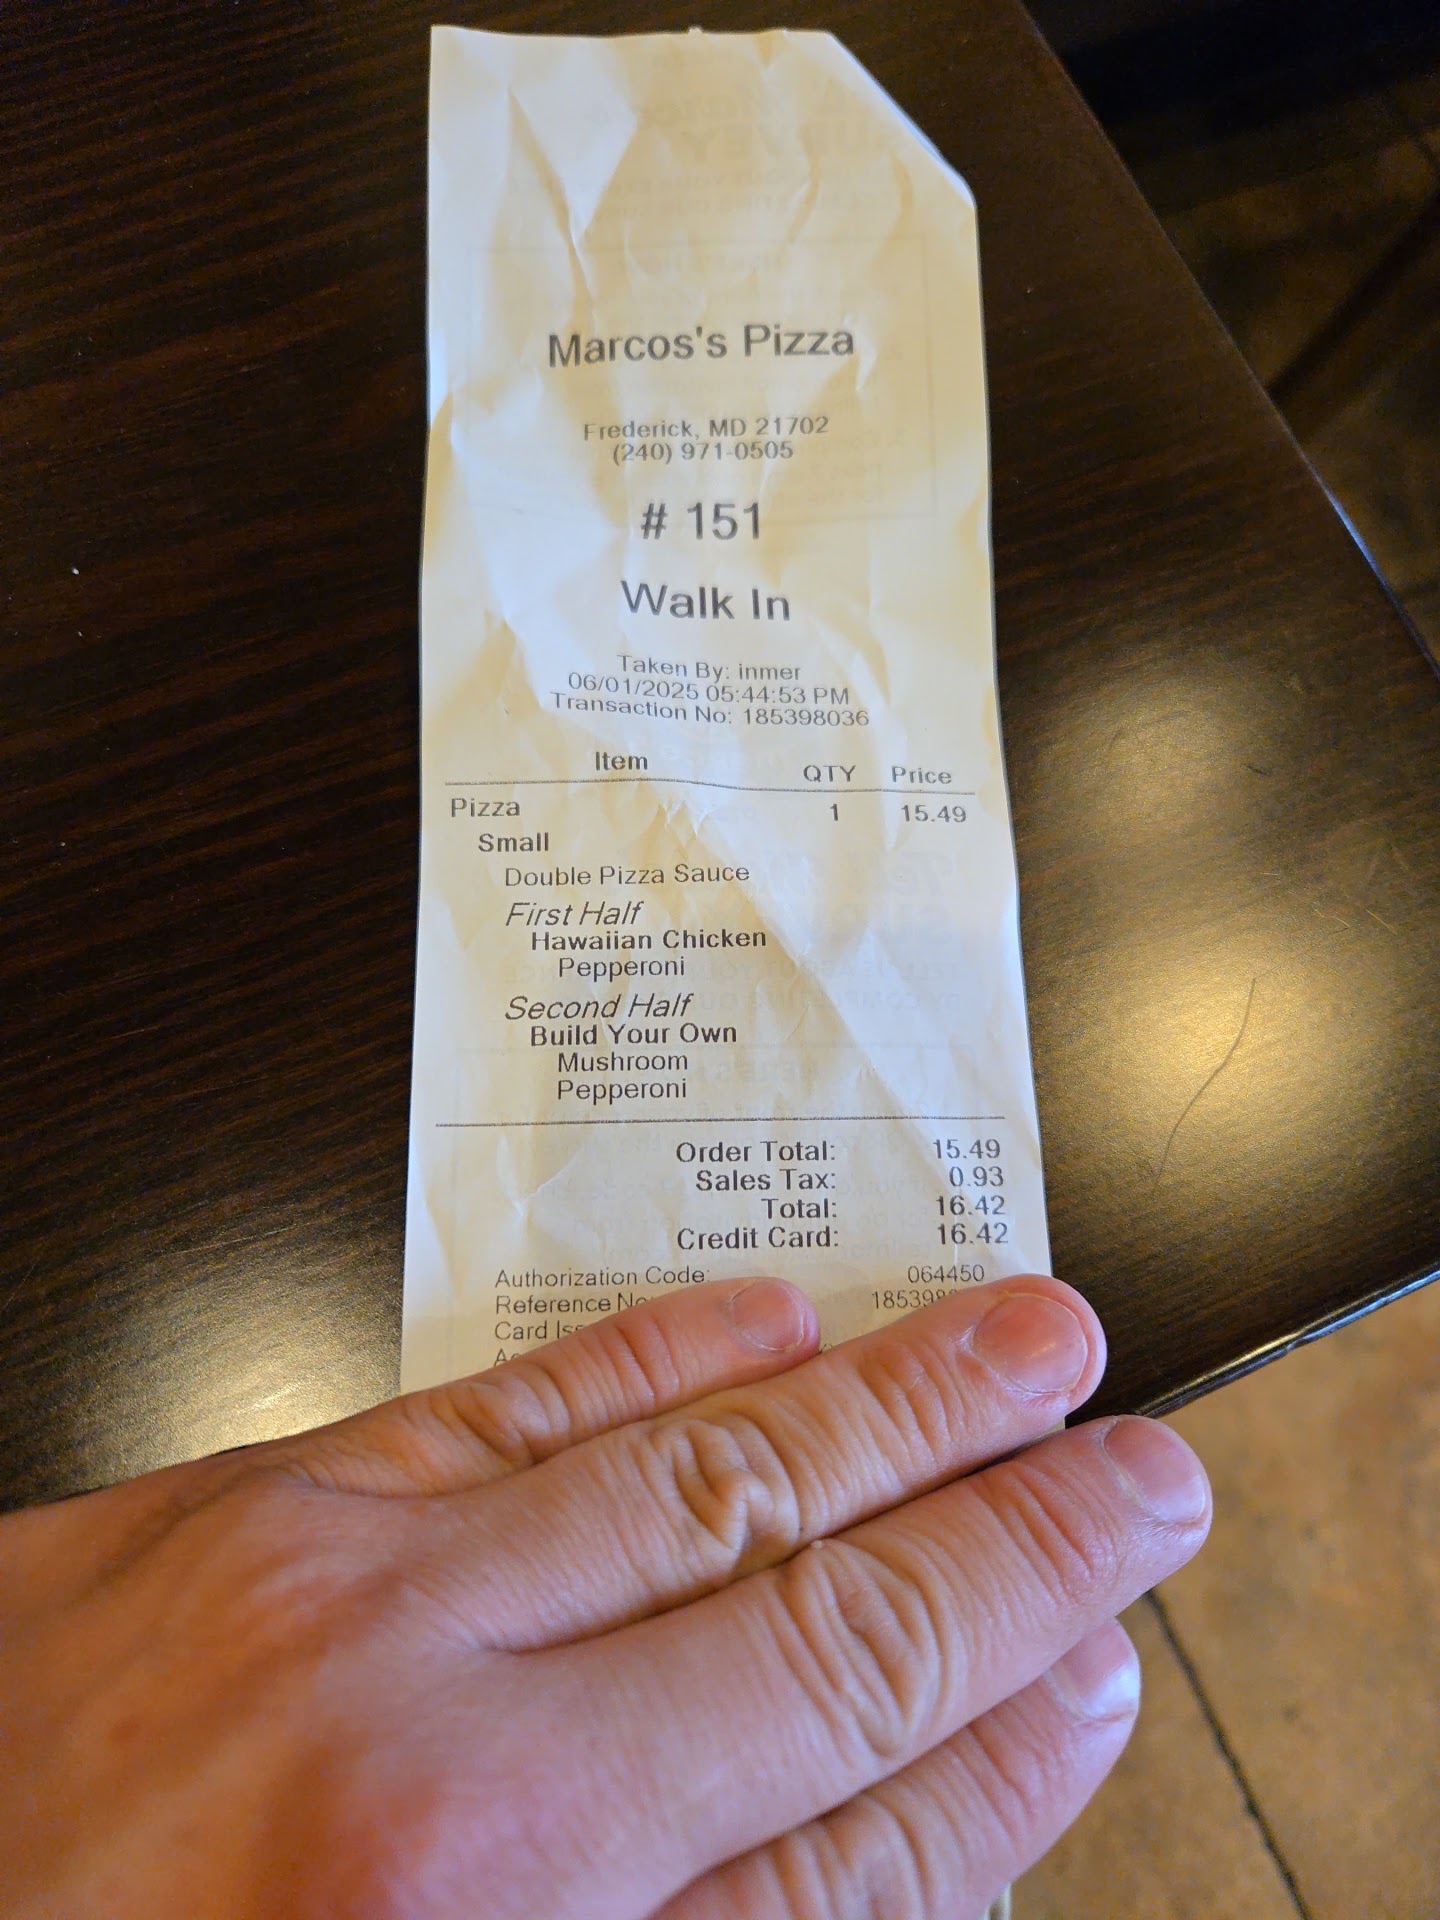 Marcos's Pizza
Frederick, MD 21702
(240) 971-0505
# 151
Walk In
Taken By: inmer
06/01/2025 05:44:53 PM
Transaction No: 185398036
Item QTY Price
Pizza 1 15.49
Small
Double Pizza Sauce
First Half
Hawaiian Chicken
Pepperoni
Second Half
Build Your Own
Mushroom
Pepperoni
Order Total: 15.49
Sales Tax: 0.93
Total: 16.42
Credit Card: 16.42
Authorization Code: 064450
Reference
Card